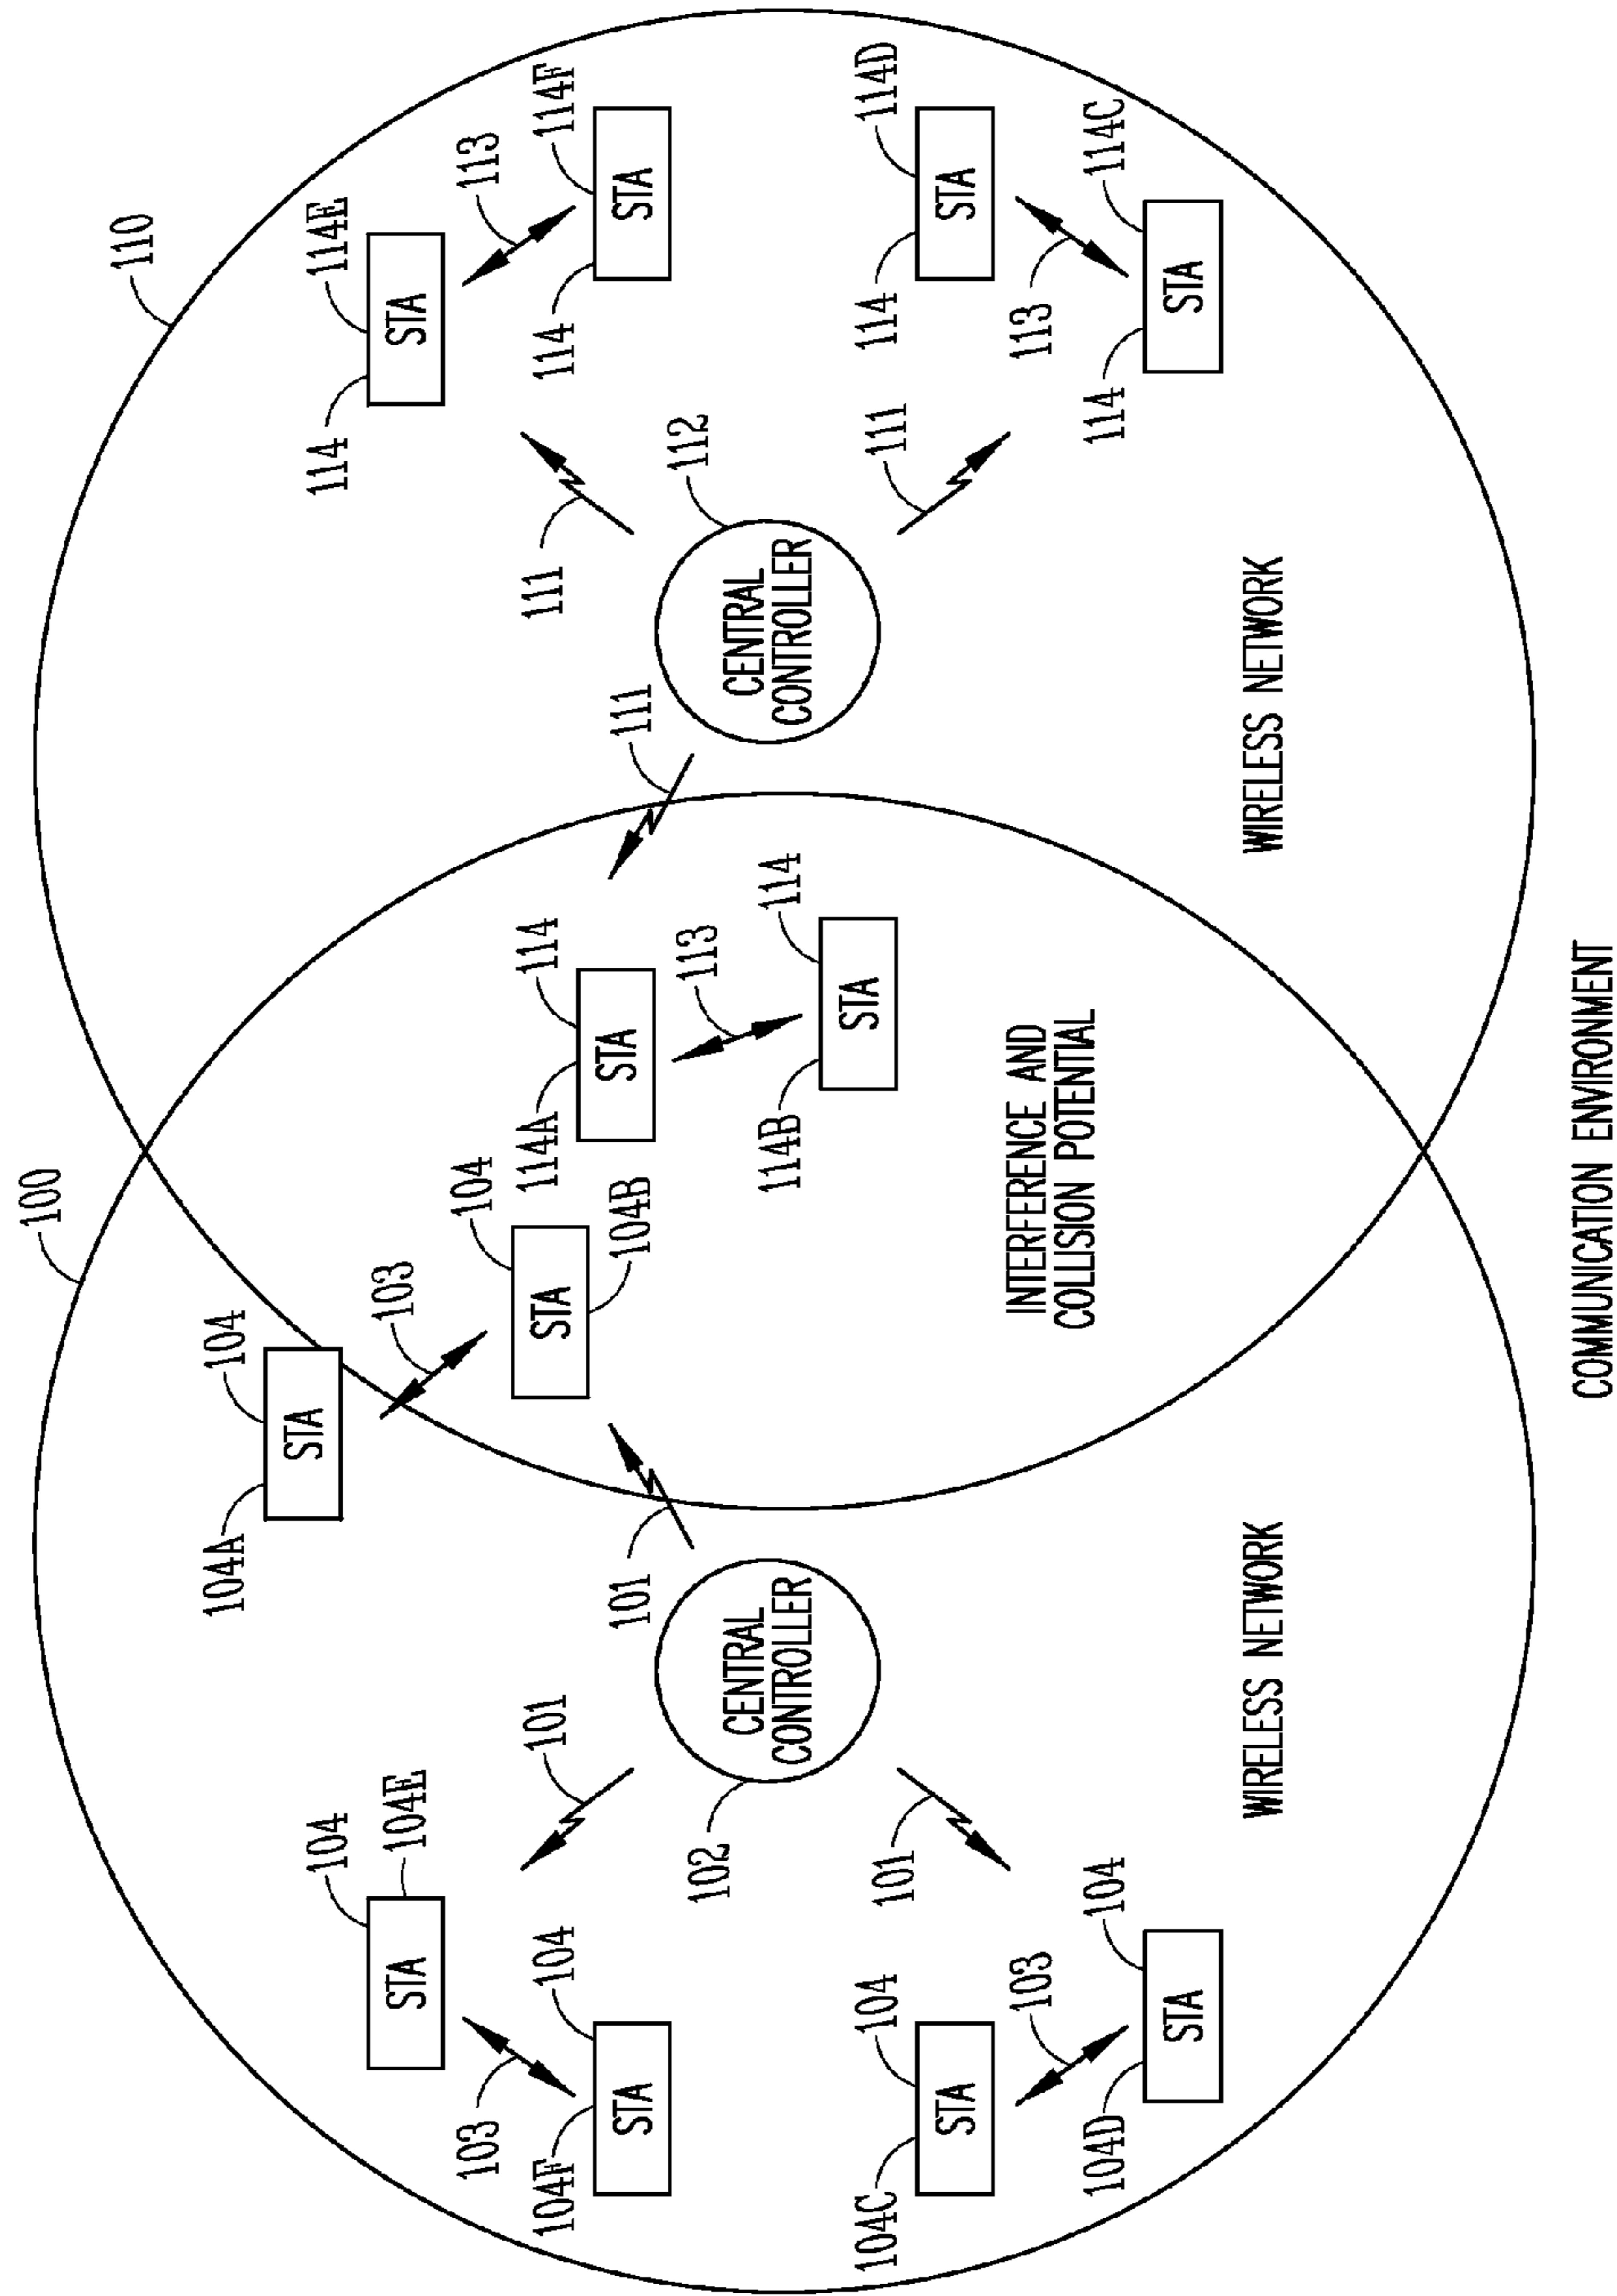 100
110
104
104A
103
104
104B
104
104E
103
104F
104
101
101
102
CENTRAL
CONTROLLER
101
104C
104
103
104D
104
WIRELESS NETWORK
114
114A
113
114
114B
INTERFERENCE AND
COLLISION POTENTIAL
111
111
112
CENTRAL
CONTROLLER
111
114
114E
113
114
114F
114
114D
113
114
114C
WIRELESS NETWORK
STA
STA
STA
STA
STA
STA
STA
STA
STA
STA
STA
STA
COMMUNICATION ENVIRONMENT